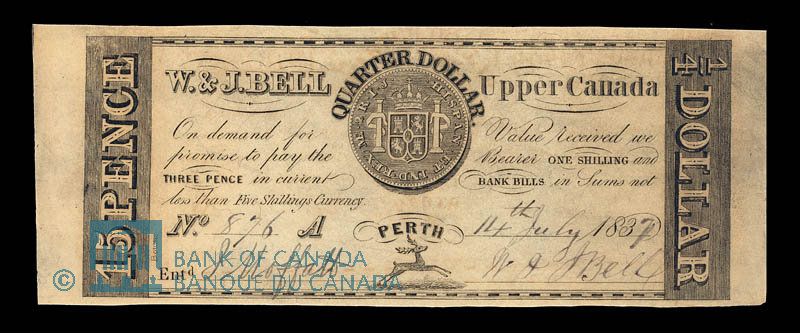 15 PENCE
W. & J. BELL
QUARTER DOLLAR.
Upper Canada
1/4 DOLLAR
On demand for Value received we
promise to pay the Bearer ONE SHILLING and
THREE PENCE in current BANK BILLS in Sums not
less than Five Shillings Currency.
No. 876 A
PERTH
14th July 1837
Entd
W & J Bell
BANK OF CANADA
© BANQUE DU CANADA